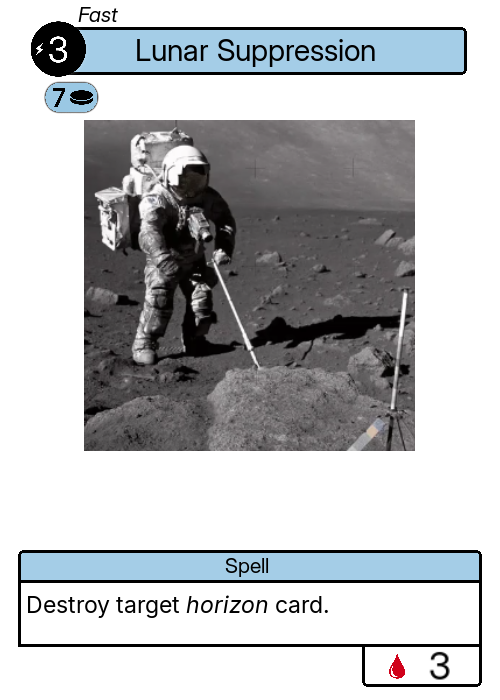 Fast
3
Lunar Suppression
7
Spell
Destroy target horizon card.
3